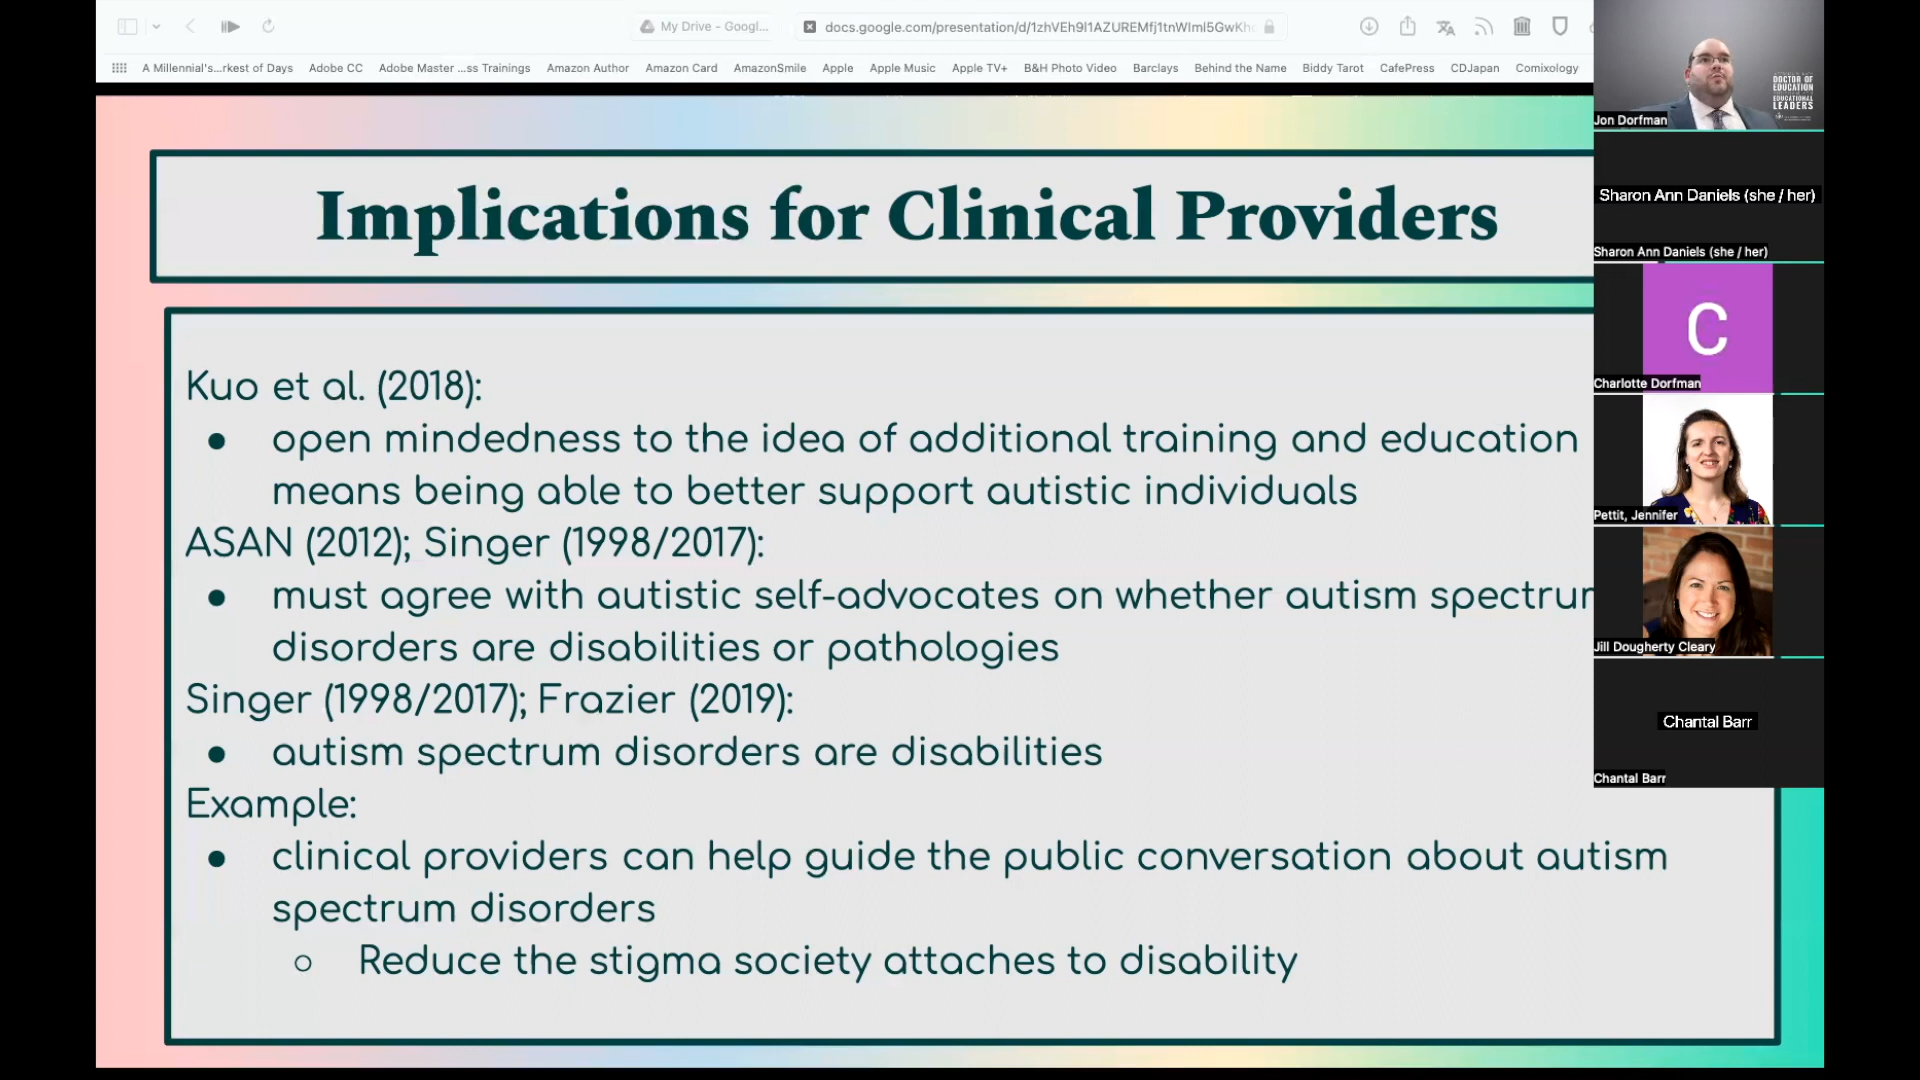 My Drive - Googl...
docs.google.com/presentation/d/1zhVEh9I1AZUREMfj1tnWImI5GwKh
A Millennial's...rkest of Days Adobe CC Adobe Master ...ss Trainings Amazon Author Amazon Card AmazonSmile Apple Apple Music Apple TV+ B&H Photo Video Barclays Behind the Name Biddy Tarot CafePress CDJapan Comixology
Implications for Clinical Providers
Kuo et al. (2018):
● open mindedness to the idea of additional training and education
means being able to better support autistic individuals
ASAN (2012); Singer (1998/2017):
● must agree with autistic self-advocates on whether autism spectru
disorders are disabilities or pathologies
Singer (1998/2017); Frazier (2019):
● autism spectrum disorders are disabilities
Example:
● clinical providers can help guide the public conversation about autism
spectrum disorders
○ Reduce the stigma society attaches to disability
DOCTOR OF
EDUCATION
EDUCATIONAL
LEADERS
Jon Dorfman
Sharon Ann Daniels (she / her)
Sharon Ann Daniels (she / her)
C
Charlotte Dorfman
Pettit, Jennifer
Jill Dougherty Cleary
Chantal Barr
Chantal Barr